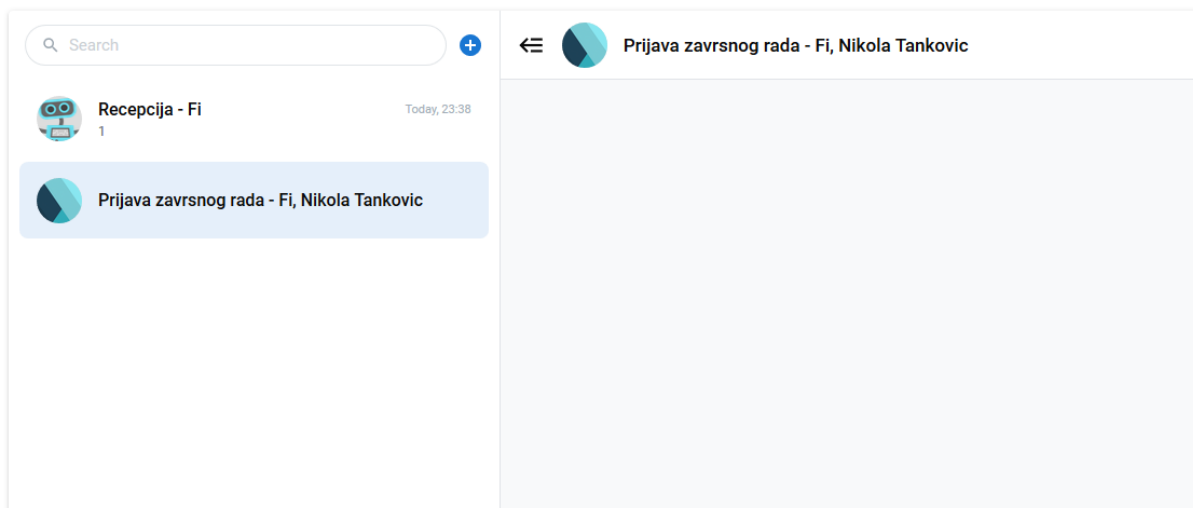 Search
Prijava zavrsnog rada - Fi, Nikola Tankovic
Recepcija - Fi
Today, 23:38
1
Prijava zavrsnog rada - Fi, Nikola Tankovic